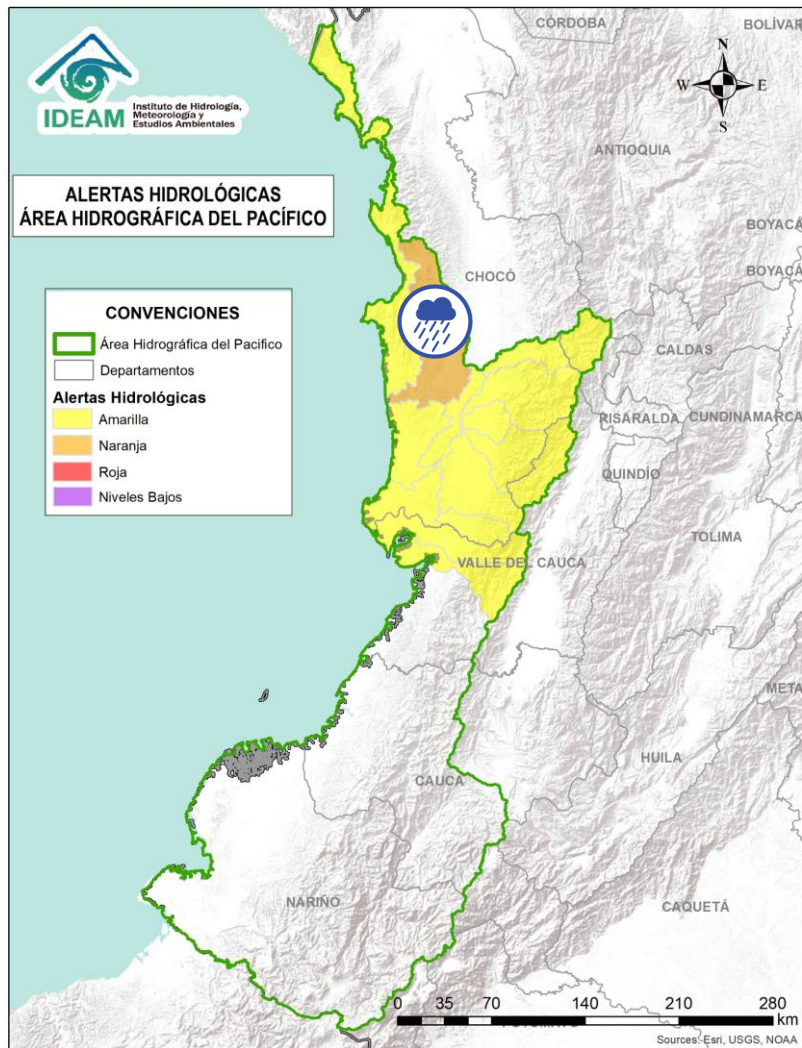 CÓRDOBA
BOLÍVAR
IDEAM
Instituto de Hidrología,
Meteorología y
Estudios Ambientales
N
W
E
S
ANTIOQUIA
ALERTAS HIDROLÓGICAS
ÁREA HIDROGRÁFICA DEL PACÍFICO
BOYACÁ
BOYACÁ
CHOCÓ
CONVENCIONES
Área Hidrográfica del Pacifico
Departamentos
Alertas Hidrológicas
Amarilla
Naranja
Roja
Niveles Bajos
CALDAS
RISARALDA
CUNDINAMARCA
QUINDÍO
TOLIMA
VALLE DEL CAUCA
META
HUILA
CAUCA
NARIÑO
CAQUETÁ
0 35 70 140 210 280
km
Sources: Esri, USGS, NOAA